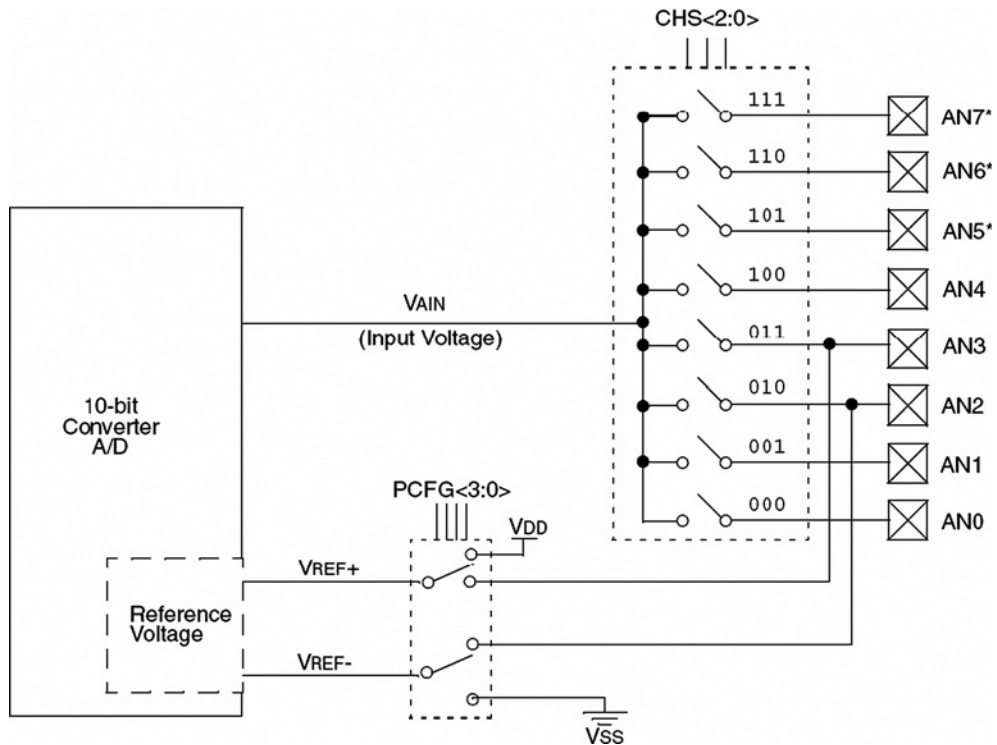 CHS<2:0>
111
AN7*
110
AN6*
101
AN5*
100
AN4
VAIN
(Input Voltage)
011
AN3
010
AN2
10-bit
Converter
A/D
001
AN1
PCFG<3:0>
000
AN0
VDD
VREF+
Reference
Voltage
VREF-
VSS